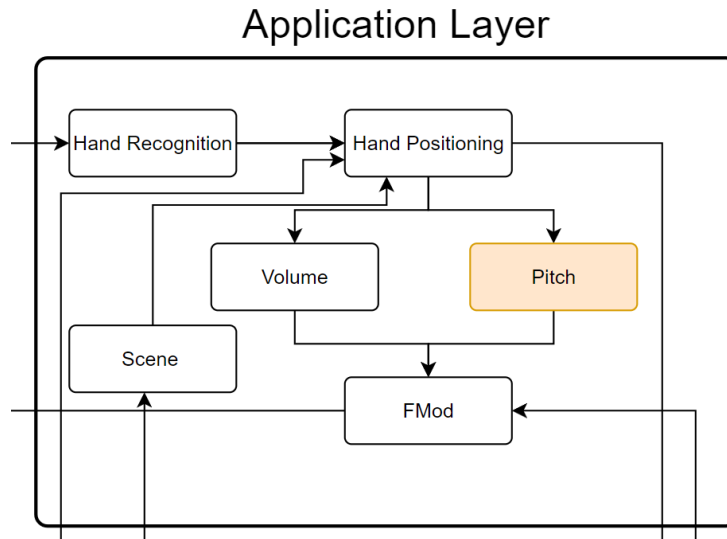 Application Layer
Hand Recognition
Hand Positioning
Volume
Pitch
Scene
FMod